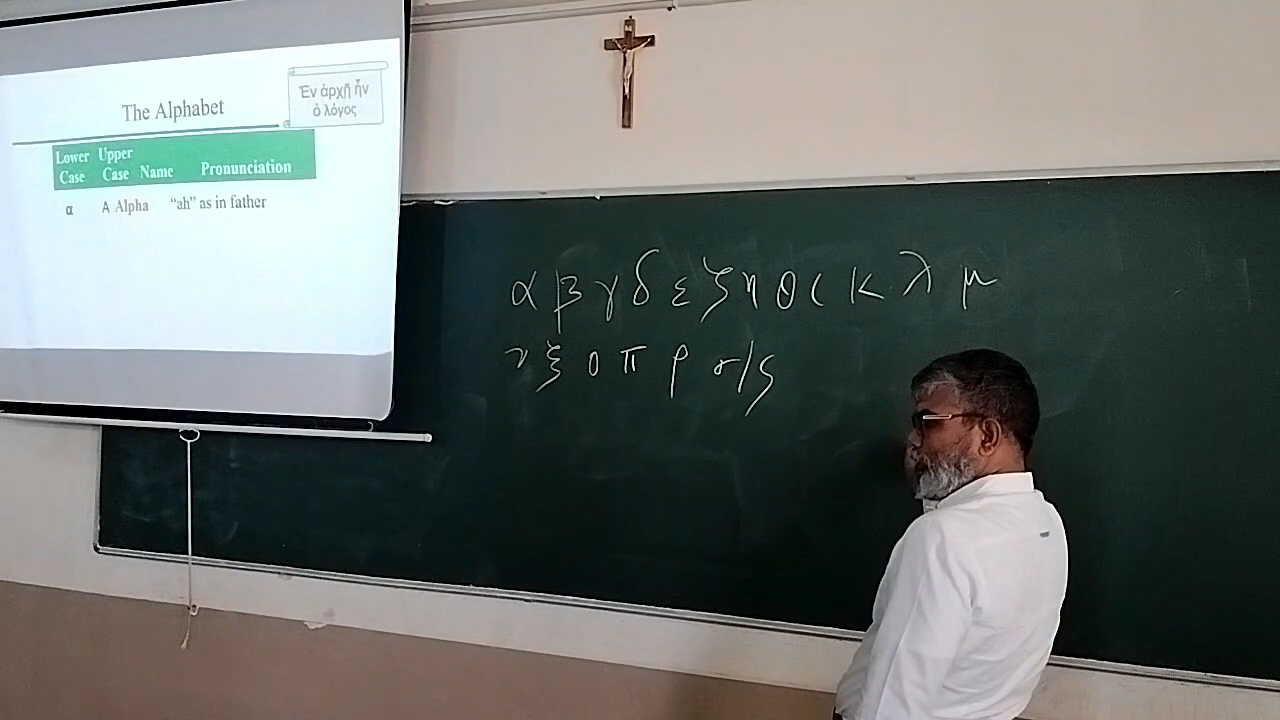 The Alphabet
Ἐν ἀρχῇ ἦν
ὁ λόγος
Lower Upper
Case Case Name Pronunciation
α A Alpha “ah” as in father
α β γ δ ε ζ η θ ι κ λ μ
ν ξ ο π ρ σ/ς